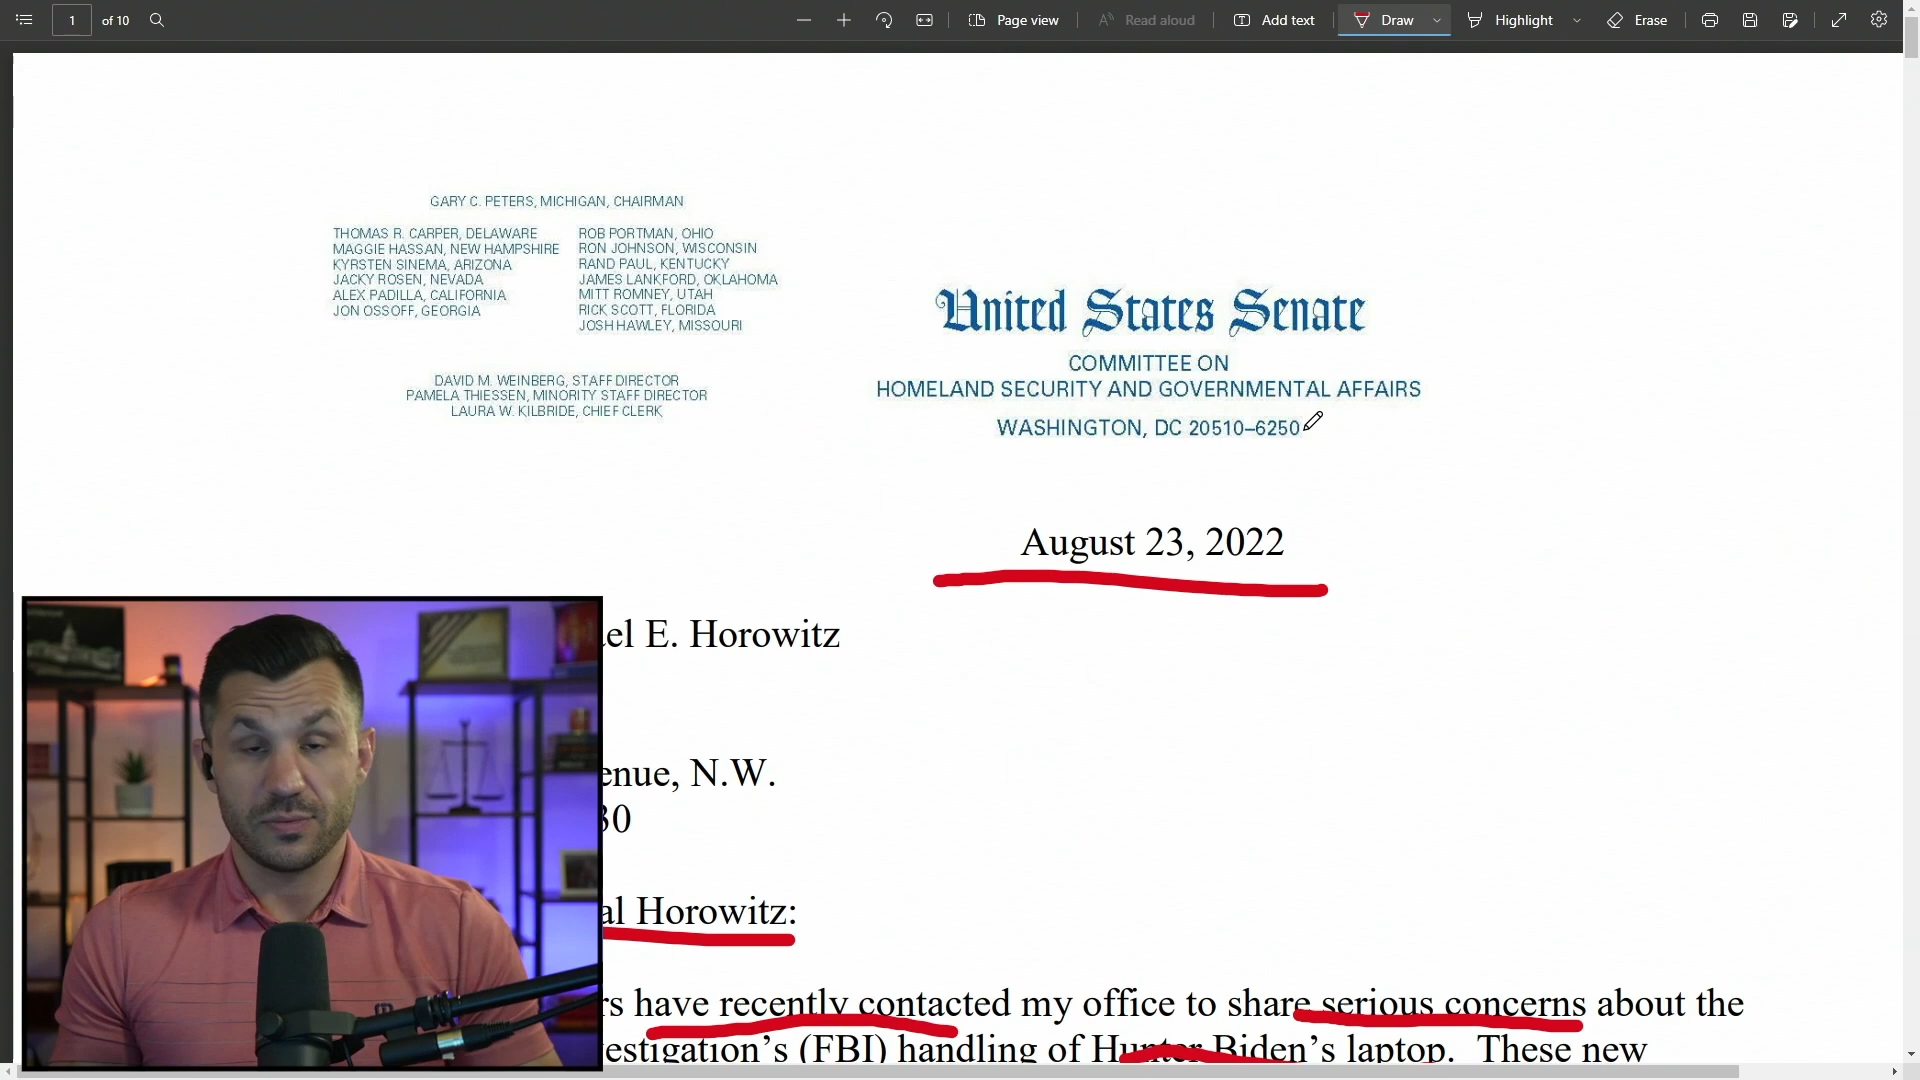 1 of 10 Page view Read aloud Add text Draw Highlight Erase
GARY C. PETERS, MICHIGAN, CHAIRMAN
THOMAS R. CARPER, DELAWARE
MAGGIE HASSAN, NEW HAMPSHIRE
KYRSTEN SINEMA, ARIZONA
JACKY ROSEN, NEVADA
ALEX PADILLA, CALIFORNIA
JON OSSOFF, GEORGIA
ROB PORTMAN, OHIO
RON JOHNSON, WISCONSIN
RAND PAUL, KENTUCKY
JAMES LANKFORD, OKLAHOMA
MITT ROMNEY, UTAH
RICK SCOTT, FLORIDA
JOSH HAWLEY, MISSOURI
DAVID M. WEINBERG, STAFF DIRECTOR
PAMELA THIESSEN, MINORITY STAFF DIRECTOR
LAURA W. KILBRIDE, CHIEF CLERK
United States Senate
COMMITTEE ON
HOMELAND SECURITY AND GOVERNMENTAL AFFAIRS
WASHINGTON, DC 20510–6250
August 23, 2022
el E. Horowitz
enue, N.W.
30
al Horowitz:
rs have recently contacted my office to share serious concerns about the
estigation's (FBI) handling of Hunter Biden's laptop. These new